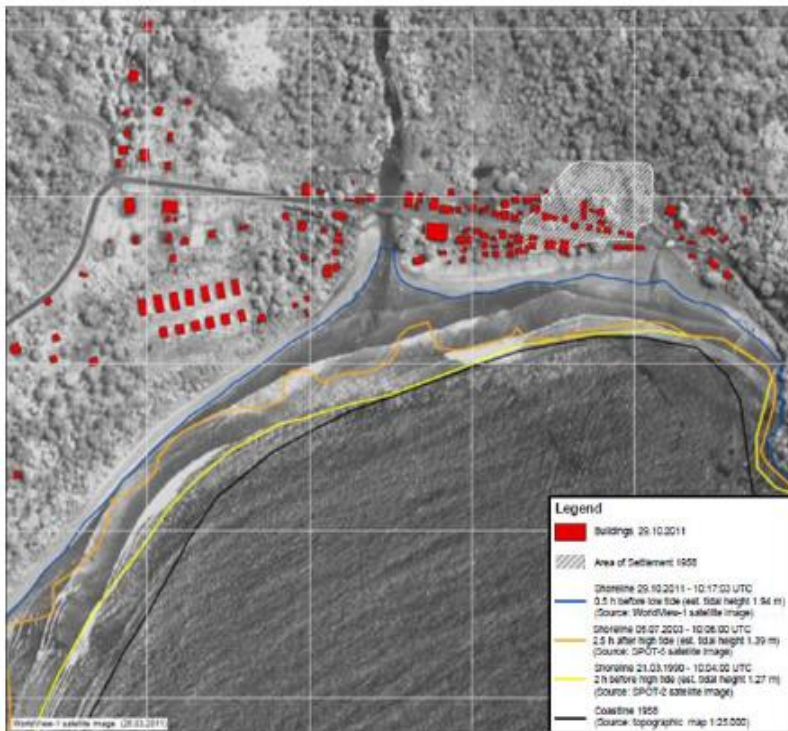 Legend
Buildings 29.10.2011
Area of Settlement 1958
Shoreline 29.10.2011 - 10:17:03 UTC
0.5 h before low tide (est. tidal height 1.94 m)
(Source: WorldView-1 satellite image)
Shoreline 06.07.2003 - 10:06:00 UTC
2.5 h after high tide (est. tidal height 1.39 m)
(Source: SPOT-5 satellite image)
Shoreline 21.03.1990 - 10:04:00 UTC
2 h before high tide (est. tidal height 1.27 m)
(Source: SPOT-2 satellite image)
Coastline 1958
(Source: topographic map 1:25.000)
WorldView-1 satellite image